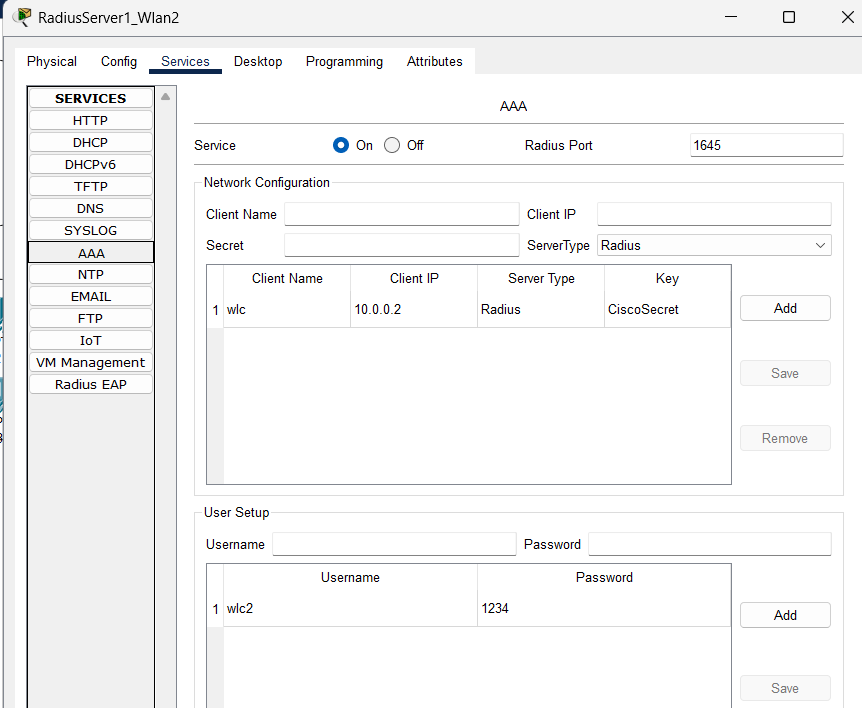 RadiusServer1_Wlan2
Physical Config Services Desktop Programming Attributes
SERVICES
HTTP
DHCP
DHCPv6
TFTP
DNS
SYSLOG
AAA
NTP
EMAIL
FTP
IoT
VM Management
Radius EAP
AAA
Service On Off Radius Port 1645
Network Configuration
Client Name Client IP
Secret ServerType Radius
Client Name Client IP Server Type Key
1 wlc 10.0.0.2 Radius CiscoSecret
Add
Save
Remove
User Setup
Username Password
Username Password
1 wlc2 1234
Add
Save